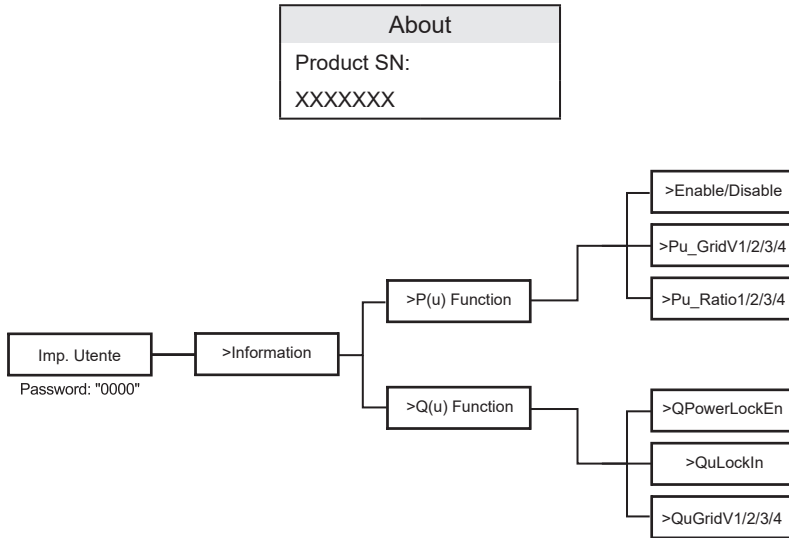 About
Product SN:
XXXXXXX
>Enable/Disable
>Pu_GridV1/2/3/4
>P(u) Function
>Pu_Ratio1/2/3/4
Imp. Utente
>Information
Password: "0000"
>Q(u) Function
>QPowerLockEn
>QuLockIn
>QuGridV1/2/3/4